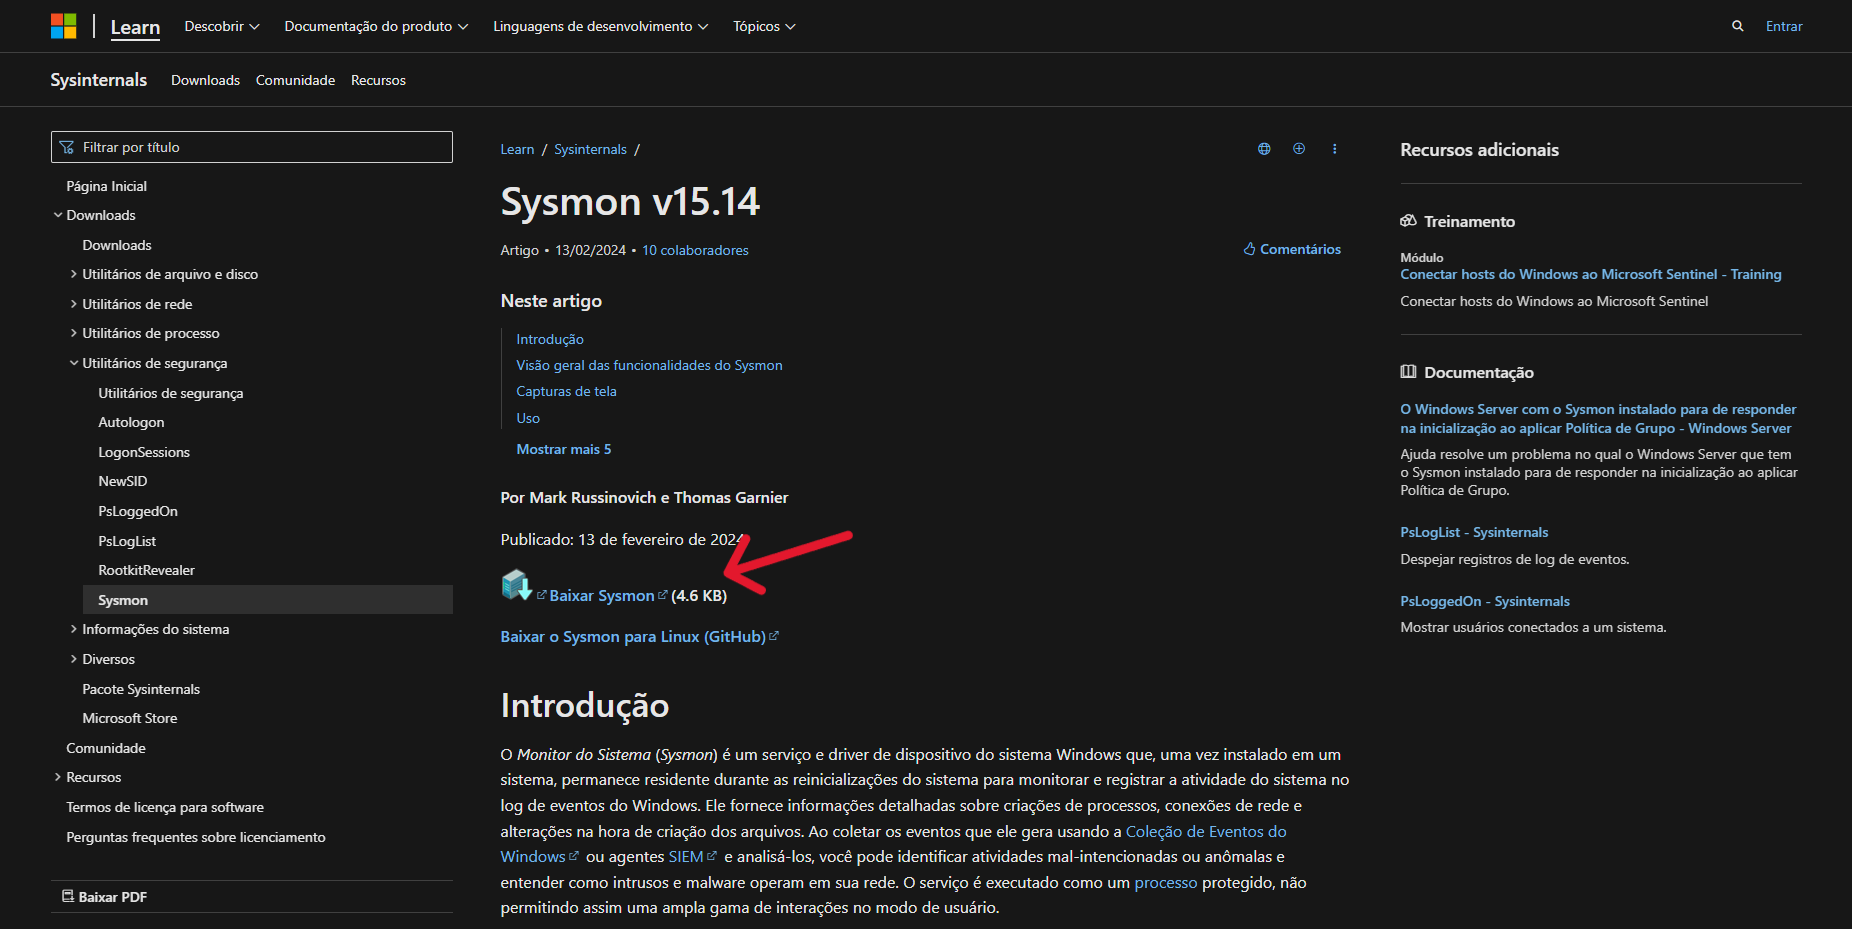 Learn Descobrir Documentação do produto Linguagens de desenvolvimento Tópicos Entrar
Sysinternals Downloads Comunidade Recursos
Filtrar por título
Página Inicial
Downloads
Downloads
Utilitários de arquivo e disco
Utilitários de rede
Utilitários de processo
Utilitários de segurança
Utilitários de segurança
Autologon
LogonSessions
NewSID
PsLoggedOn
PsLogList
RootkitRevealer
Sysmon
Informações do sistema
Diversos
Pacote Sysinternals
Microsoft Store
Comunidade
Recursos
Termos de licença para software
Perguntas frequentes sobre licenciamento
Baixar PDF
Learn / Sysinternals /
Sysmon v15.14
Artigo • 13/02/2024 • 10 colaboradores
Comentários
Neste artigo
Introdução
Visão geral das funcionalidades do Sysmon
Capturas de tela
Uso
Mostrar mais 5
Por Mark Russinovich e Thomas Garnier
Publicado: 13 de fevereiro de 2024
Baixar Sysmon (4.6 KB)
Baixar o Sysmon para Linux (GitHub)
Introdução
O Monitor do Sistema (Sysmon) é um serviço e driver de dispositivo do sistema Windows que, uma vez instalado em um
sistema, permanece residente durante as reinicializações do sistema para monitorar e registrar a atividade do sistema no
log de eventos do Windows. Ele fornece informações detalhadas sobre criações de processos, conexões de rede e
alterações na hora de criação dos arquivos. Ao coletar os eventos que ele gera usando a Coleção de Eventos do
Windows ou agentes SIEM e analisá-los, você pode identificar atividades mal-intencionadas ou anômalas e
entender como intrusos e malware operam em sua rede. O serviço é executado como um processo protegido, não
permitindo assim uma ampla gama de interações no modo de usuário.
Recursos adicionais
Treinamento
Módulo
Conectar hosts do Windows ao Microsoft Sentinel - Training
Conectar hosts do Windows ao Microsoft Sentinel
Documentação
O Windows Server com o Sysmon instalado para de responder
na inicialização ao aplicar Política de Grupo - Windows Server
Ajuda resolve um problema no qual o Windows Server que tem
o Sysmon instalado para de responder na inicialização ao aplicar
Política de Grupo.
PsLogList - Sysinternals
Despejar registros de log de eventos.
PsLoggedOn - Sysinternals
Mostrar usuários conectados a um sistema.